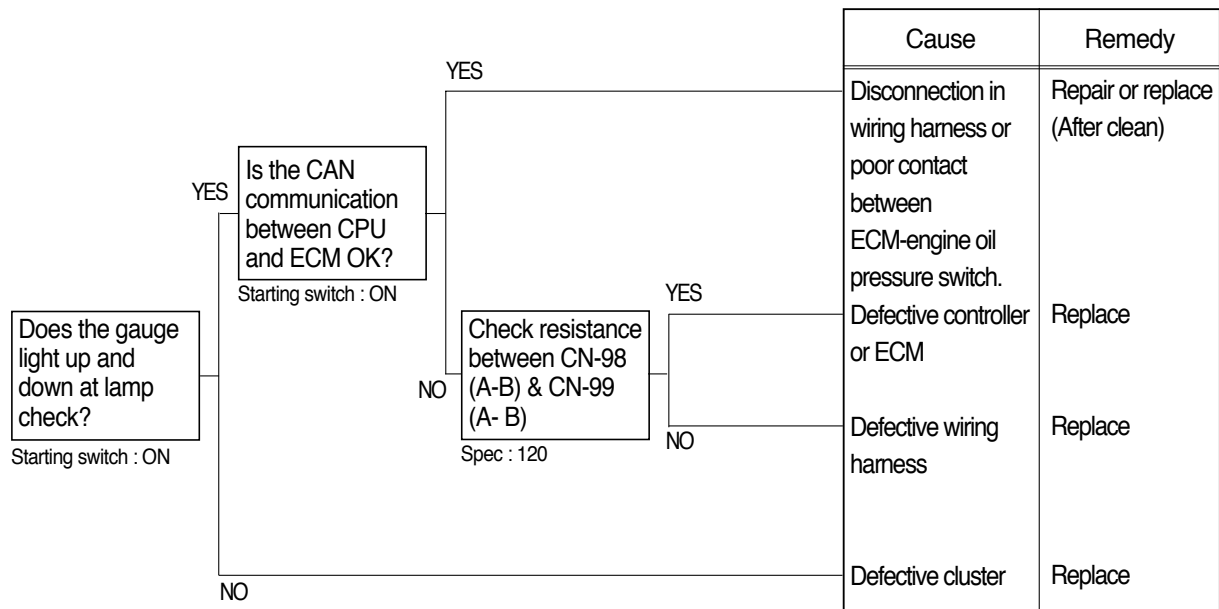 Cause
Remedy
YES
Disconnection in
wiring harness or
poor contact
between
ECM-engine oil
pressure switch.
Repair or replace
(After clean)
YES
Is the CAN
communication
between CPU
and ECM OK?
Starting switch : ON
YES
Does the gauge
light up and
down at lamp
check?
Starting switch : ON
NO
Check resistance
between CN-98
(A-B) & CN-99
(A- B)
Spec : 120
Defective controller
or ECM
Replace
NO
Defective wiring
harness
Replace
NO
Defective cluster
Replace